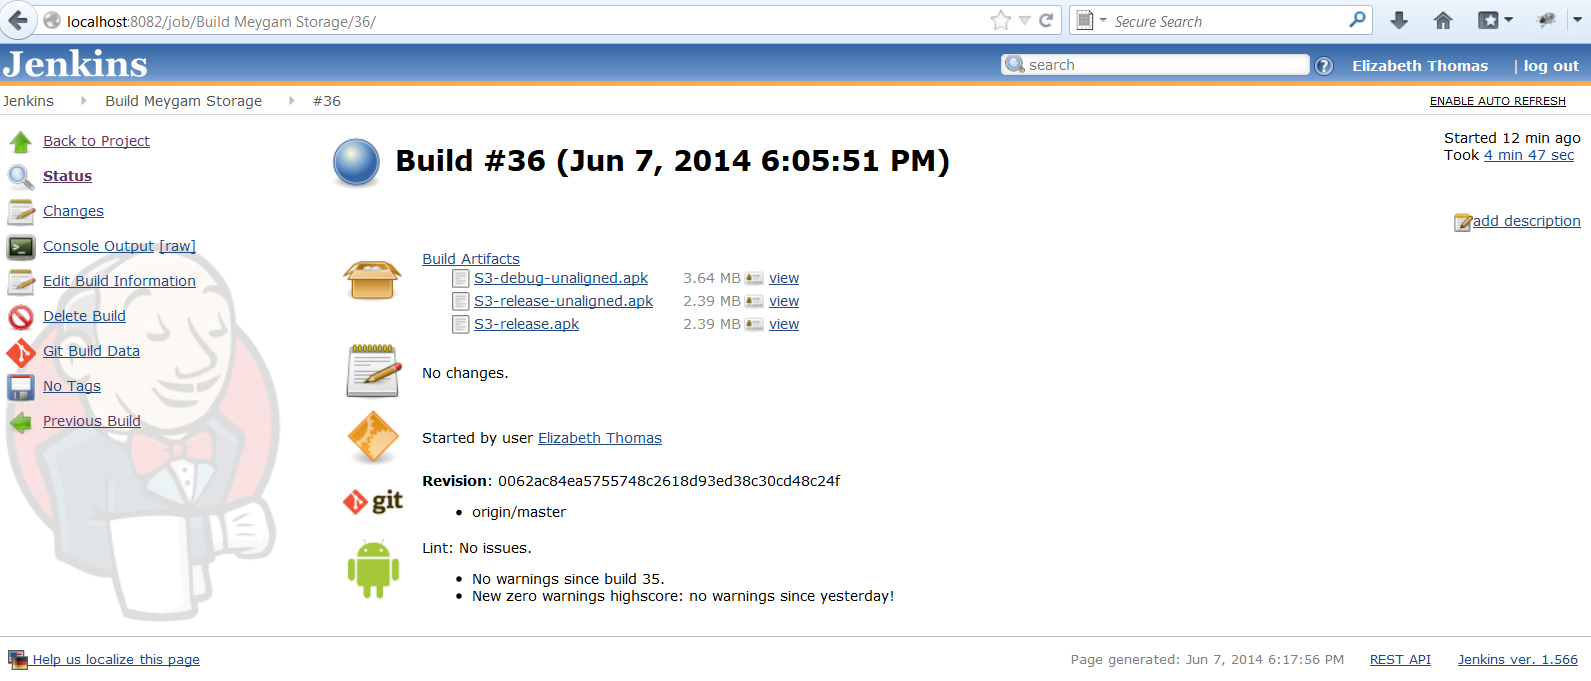 localhost:8082/job/Build Meygam Storage/36/
Secure Search
Jenkins
search
?
Elizabeth Thomas | log out
Jenkins Build Meygam Storage #36
ENABLE AUTO REFRESH
Back to Project
Status
Changes
Console Output [raw]
Edit Build Information
Delete Build
Git Build Data
No Tags
Previous Build
Build #36 (Jun 7, 2014 6:05:51 PM)
Started 12 min ago
Took 4 min 47 sec
add description
Build Artifacts
S3-debug-unaligned.apk 3.64 MB view
S3-release-unaligned.apk 2.39 MB view
S3-release.apk 2.39 MB view
No changes.
Started by user Elizabeth Thomas
git
Revision: 0062ac84ea5755748c2618d93ed38c30cd48c24f
• origin/master
Lint: No issues.
• No warnings since build 35.
• New zero warnings highscore: no warnings since yesterday!
Help us localize this page
Page generated: Jun 7, 2014 6:17:56 PM REST API Jenkins ver. 1.566